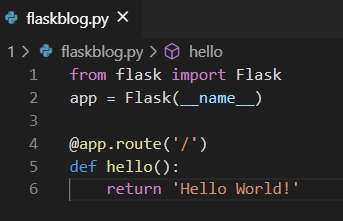 flaskblog.py
1 > flaskblog.py > hello
1 from flask import Flask
2 app = Flask(__name__)
3
4 @app.route('/')
5 def hello():
6     return 'Hello World!'